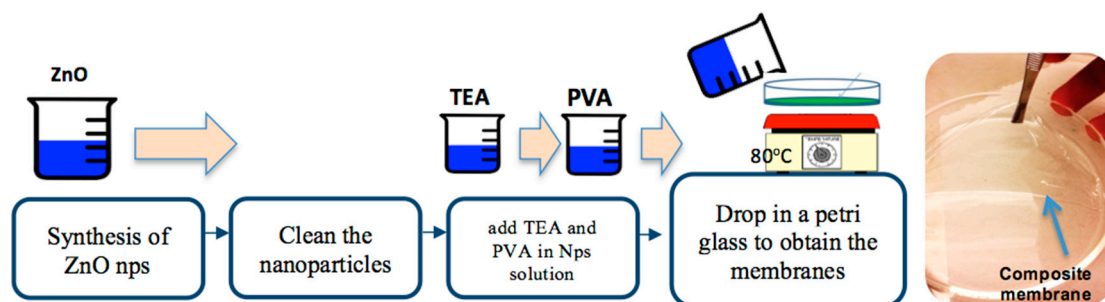 ZnO
TEA
PVA
80°C
Synthesis of
ZnO nps
Clean the
nanoparticles
add TEA and
PVA in Nps
solution
Drop in a petri
glass to obtain the
membranes
Composite
membrane